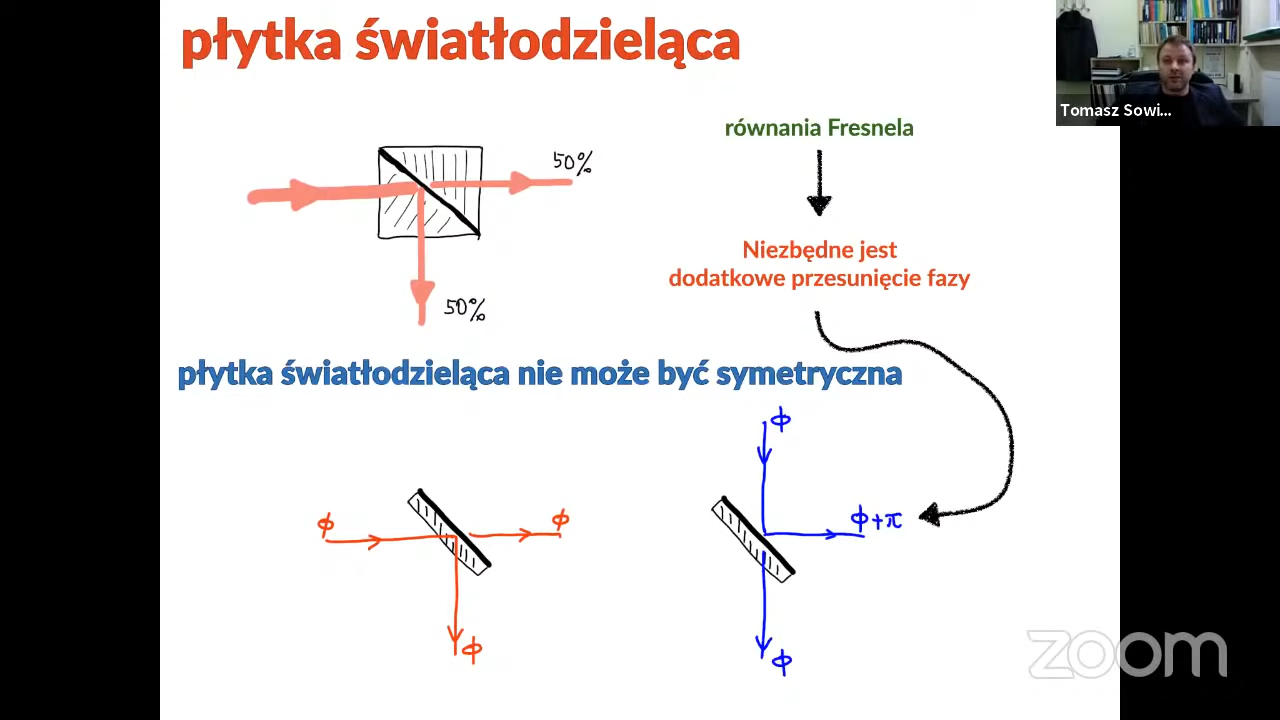 płytka światłodzieląca
Tomasz Sowi...
równania Fresnela
50%
50%
Niezbędne jest
dodatkowe przesunięcie fazy
płytka światłodzieląca nie może być symetryczna
ϕ
ϕ
ϕ
ϕ
ϕ+π
ϕ
zoom